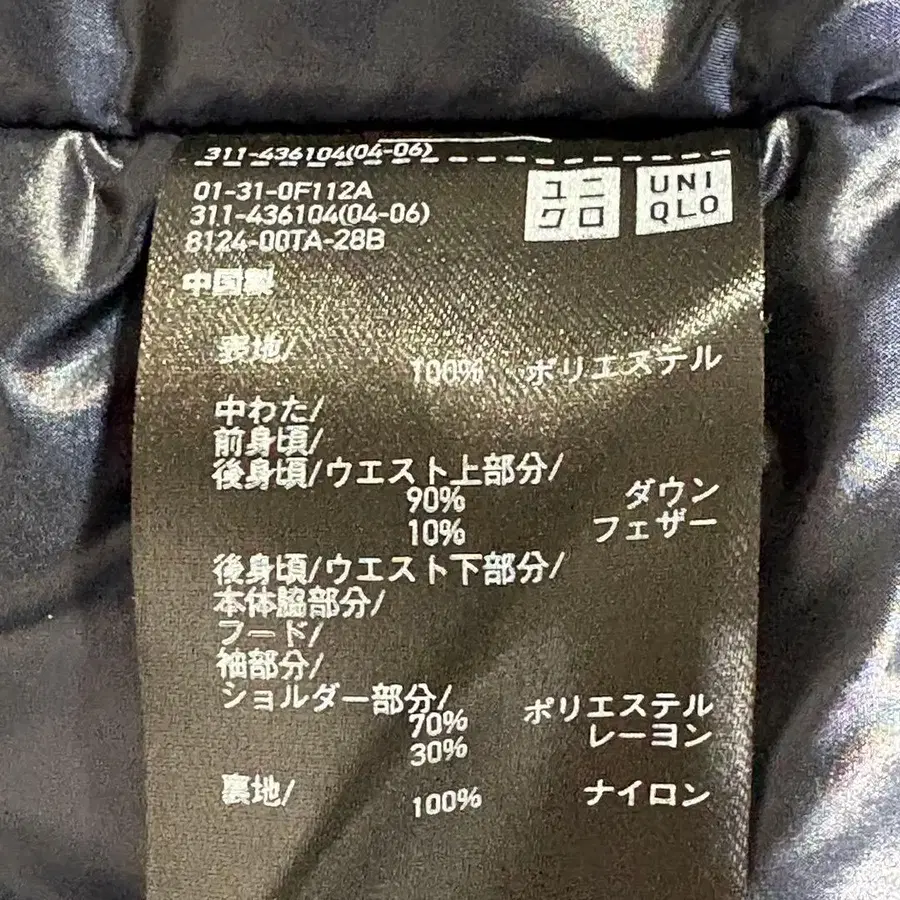 311-436104(04-06)
01-31-0F112A
311-436104(04-06)
8124-00TA-28B
ユニ
クロ
UNI
QLO
中国製
表地/
100% ポリエステル
中わた/
前身頃/
後身頃/ウエスト上部分/
90% ダウン
10% フェザー
後身頃/ウエスト下部分/
本体脇部分/
フード/
袖部分/
ショルダー部分/
70% ポリエステル
30% レーヨン
裏地/
100% ナイロン